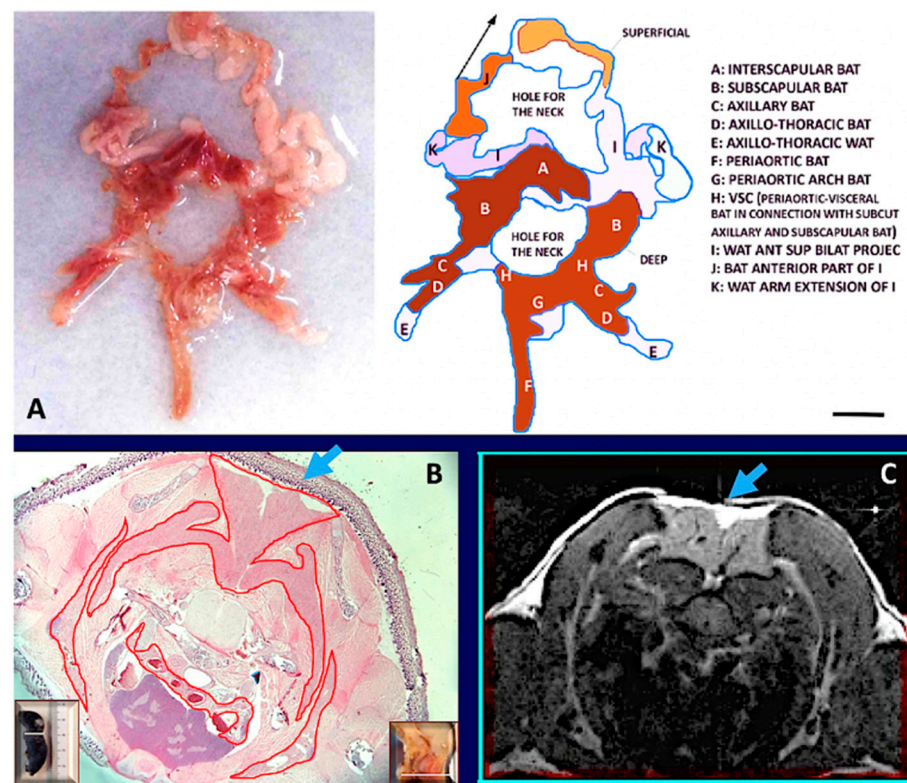 SUPERFICIAL
J
HOLE FOR
THE NECK
K
I
I
K
A
B
B
HOLE FOR
THE NECK
DEEP
C
D
H
H
G
C
D
E
E
F
A: INTERSCAPULAR BAT
B: SUBSCAPULAR BAT
C: AXILLARY BAT
D: AXILLO-THORACIC BAT
E: AXILLO-THORACIC WAT
F: PERIAORTIC BAT
G: PERIAORTIC ARCH BAT
H: VSC (PERIAORTIC-VISCERAL
BAT IN CONNECTION WITH SUBCUT
AXILLARY AND SUBSCAPULAR BAT)
I: WAT ANT SUP BILAT PROJEC
J: BAT ANTERIOR PART OF I
K: WAT ARM EXTENSION OF I
A
B
C